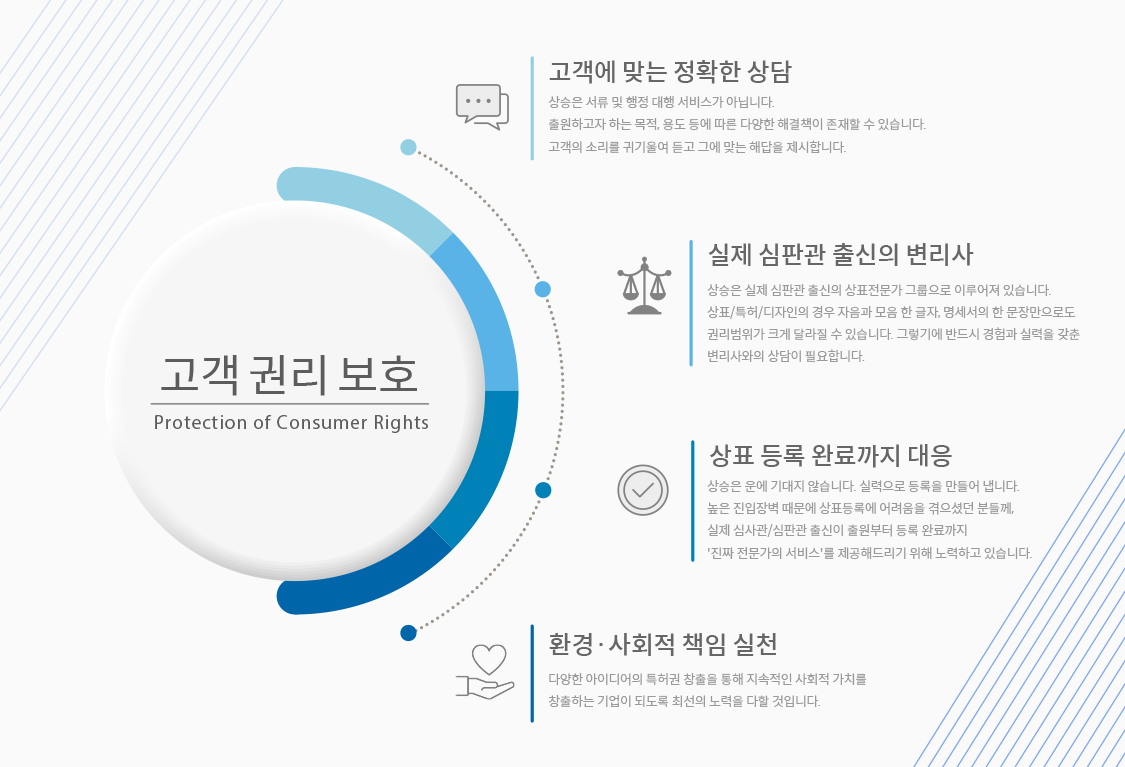 고객 권리 보호
Protection of Consumer Rights
고객에 맞는 정확한 상담
상승은 서류 및 행정 대행 서비스가 아닙니다.
출원하고자 하는 목적, 용도 등에 따른 다양한 해결책이 존재할 수 있습니다.
고객의 소리를 귀기울여 듣고 그에 맞는 해답을 제시합니다.
실제 심판관 출신의 변리사
상승은 실제 심판관 출신의 상표전문가 그룹으로 이루어져 있습니다.
상표/특허/디자인의 경우 자음과 모음 한 글자, 명세서의 한 문장만으로도
권리범위가 크게 달라질 수 있습니다. 그렇기에 반드시 경험과 실력을 갖춘
변리사와의 상담이 필요합니다.
상표 등록 완료까지 대응
상승은 운에 기대지 않습니다. 실력으로 등록을 만들어 냅니다.
높은 진입장벽 때문에 상표등록에 어려움을 겪으셨던 분들께,
실제 심사관/심판관 출신이 출원부터 등록 완료까지
'진짜 전문가의 서비스'를 제공해드리기 위해 노력하고 있습니다.
환경·사회적 책임 실천
다양한 아이디어의 특허권 창출을 통해 지속적인 사회적 가치를
창출하는 기업이 되도록 최선의 노력을 다할 것입니다.